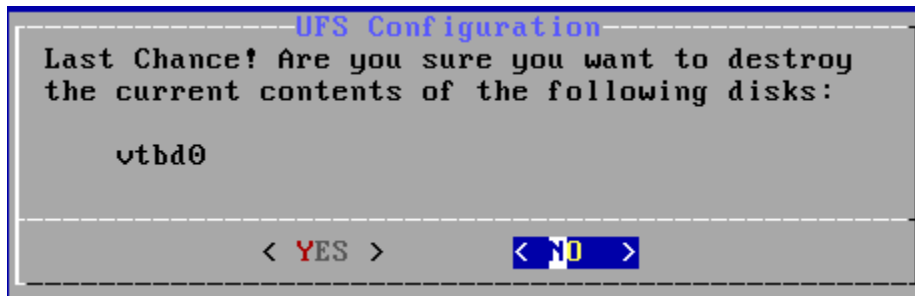 UFS Configuration
Last Chance! Are you sure you want to destroy
the current contents of the following disks:
vtbd0
< YES > < NO >